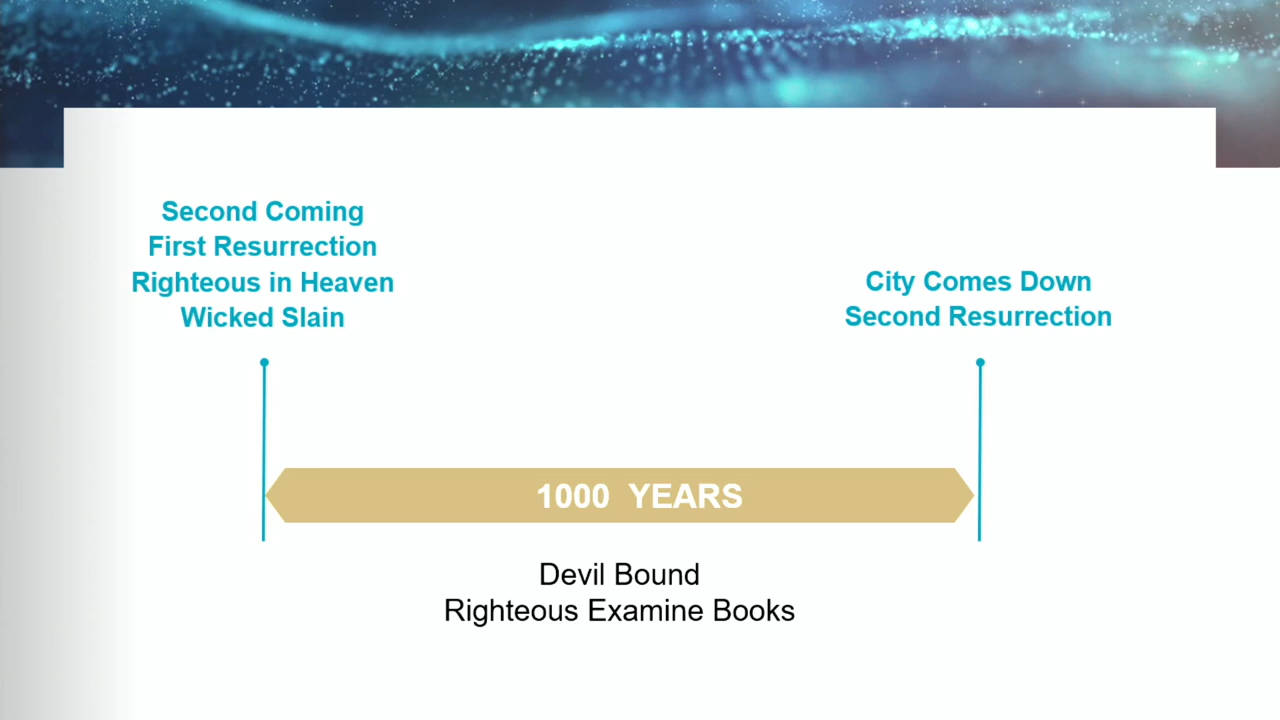 Second Coming
First Resurrection
Righteous in Heaven
Wicked Slain
City Comes Down
Second Resurrection
1000 YEARS
Devil Bound
Righteous Examine Books